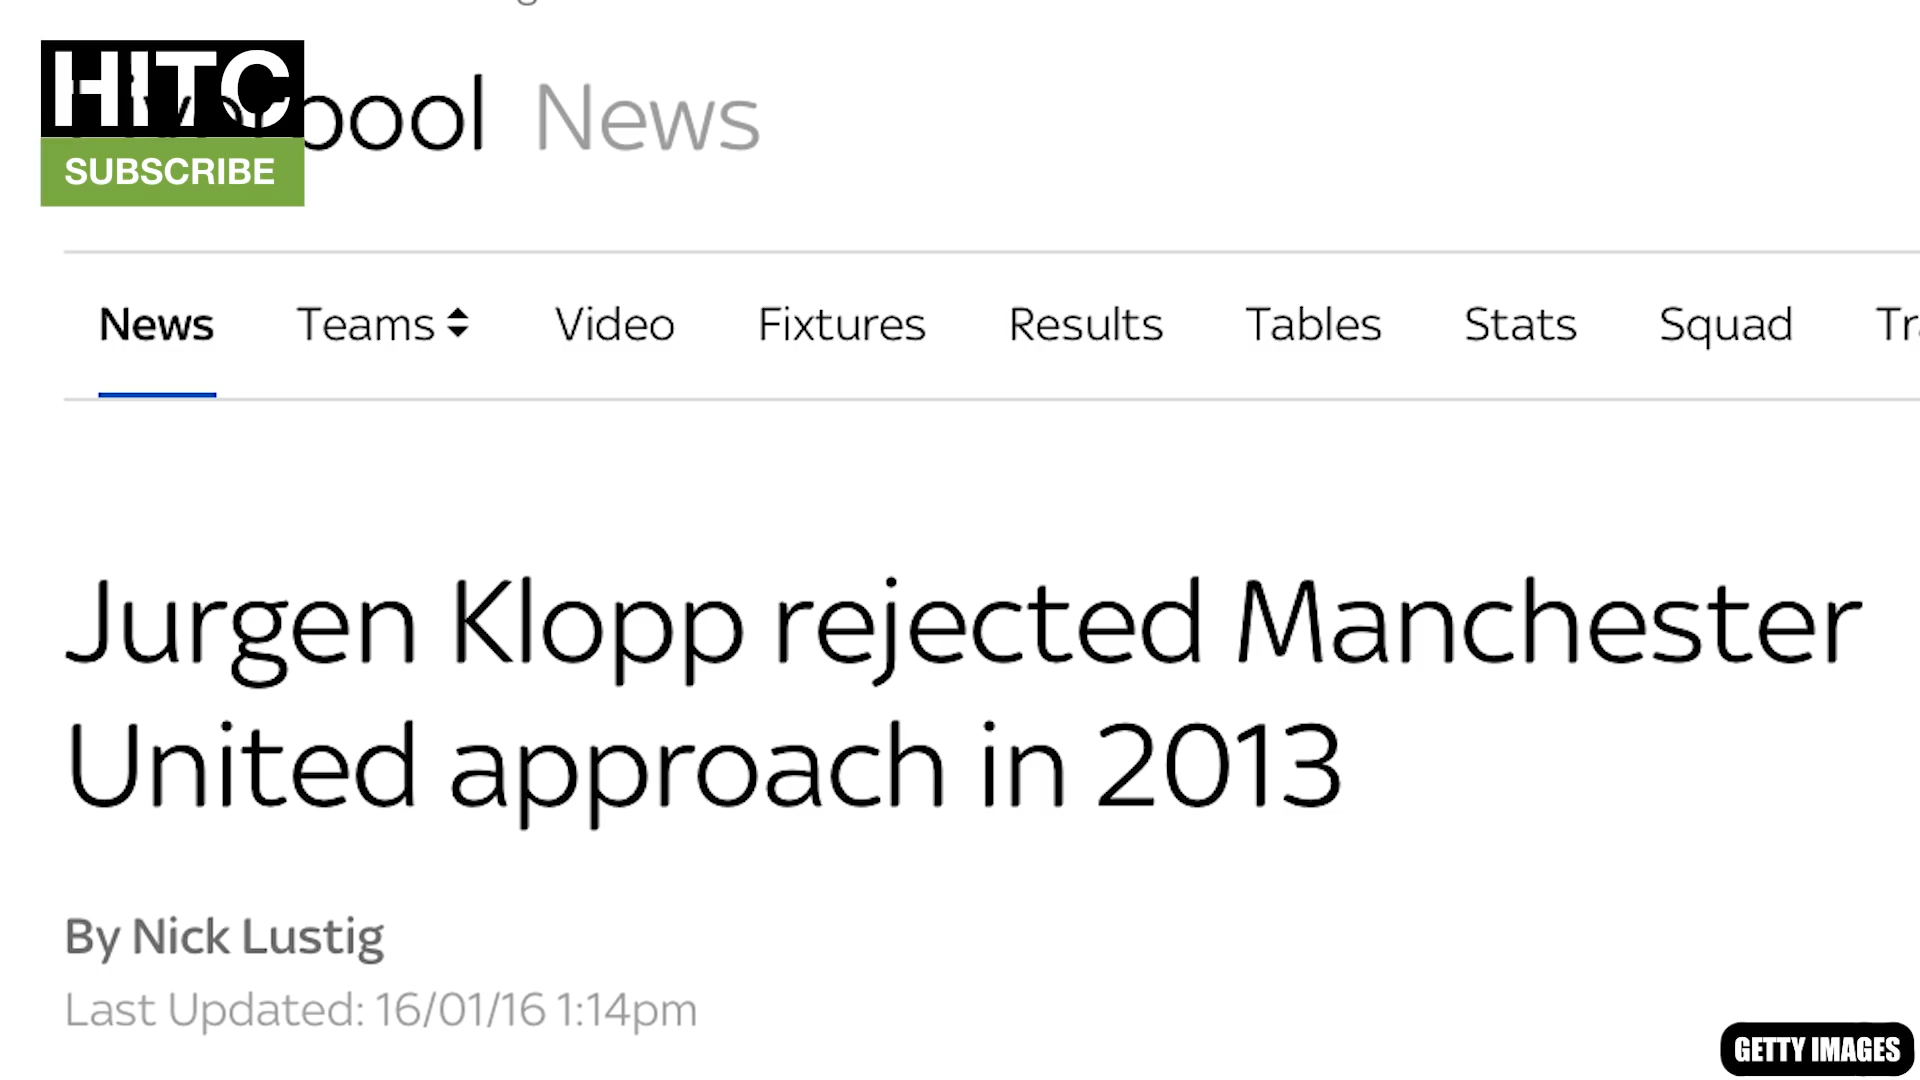 HITC
SUBSCRIBE
pool News
News Teams Video Fixtures Results Tables Stats Squad
Jurgen Klopp rejected Manchester
United approach in 2013
By Nick Lustig
Last Updated: 16/01/16 1:14pm
GETTY IMAGES